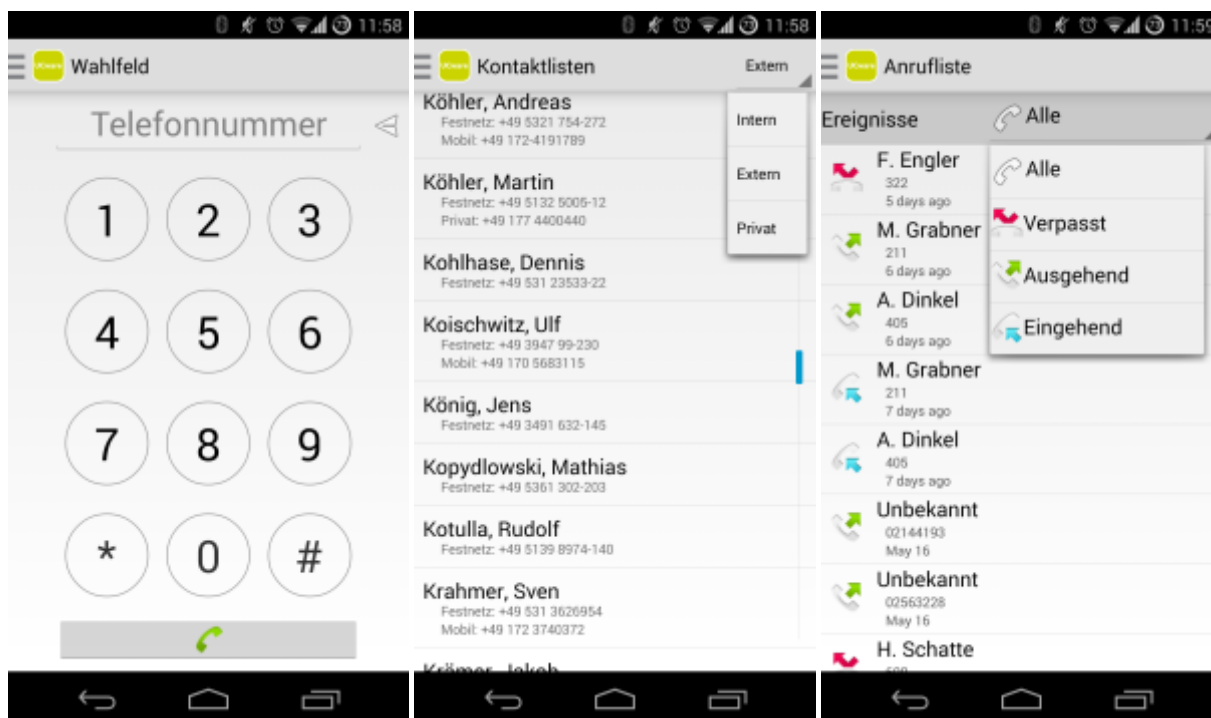 11:58
Wahlfeld
Telefonnummer
1 2 3
4 5 6
7 8 9
* 0 #
11:58
Kontaktlisten
Extern
Intern
Extern
Privat
Köhler, Andreas
Festnetz: +49 5321 754-272
Mobil: +49 172-4191789
Köhler, Martin
Festnetz: +49 5132 5005-12
Privat: +49 177 4400440
Kohlhase, Dennis
Festnetz: +49 531 23533-22
Koischwitz, Ulf
Festnetz: +49 3947 99-230
Mobil: +49 170 5683115
König, Jens
Festnetz: +49 3491 632-145
Kopydlowski, Mathias
Festnetz: +49 5361 302-203
Kotulla, Rudolf
Festnetz: +49 5139 8974-140
Krahmer, Sven
Festnetz: +49 531 3626954
Mobil: +49 172 3740372
Krömer, Jakob
11:59
Anrufliste
Ereignisse
Alle
Alle
Verpasst
Ausgehend
Eingehend
F. Engler
322
5 days ago
M. Grabner
211
6 days ago
A. Dinkel
405
6 days ago
M. Grabner
211
7 days ago
A. Dinkel
405
7 days ago
Unbekannt
02144193
May 16
Unbekannt
02563228
May 16
H. Schatte